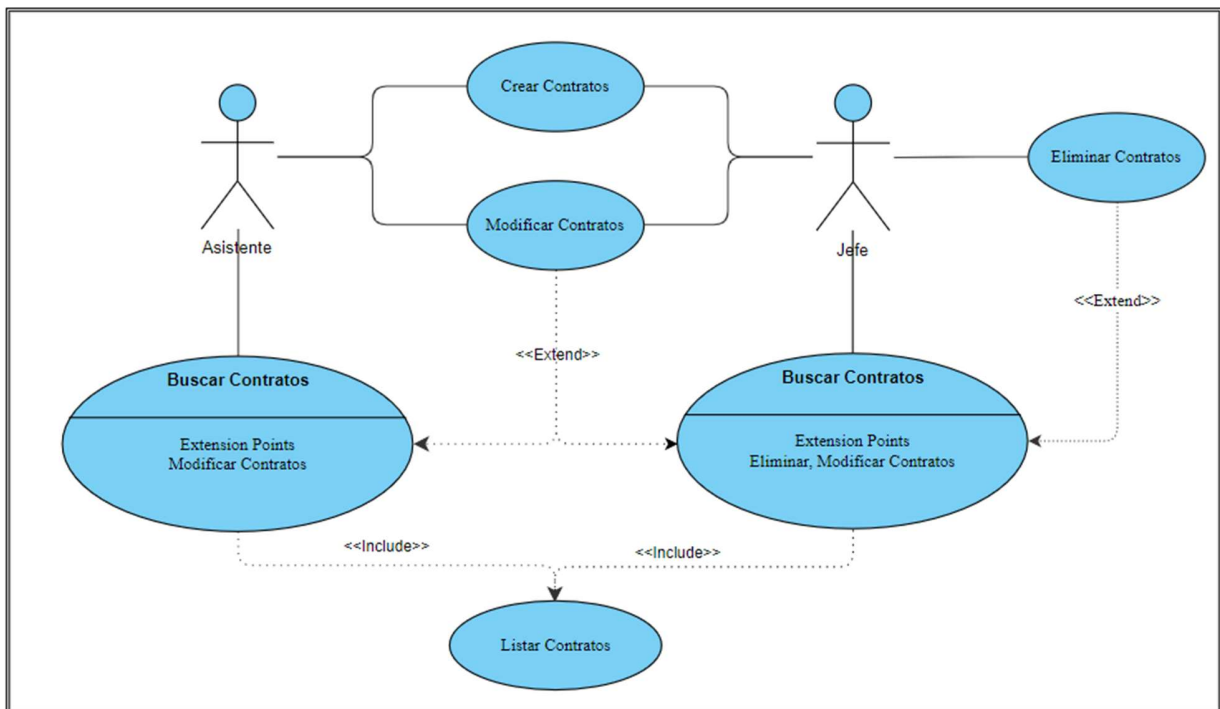 Crear Contratos
Eliminar Contratos
Modificar Contratos
Asistente
Jefe
<<Extend>>
<<Extend>>
Buscar Contratos
Extension Points
Modificar Contratos
Buscar Contratos
Extension Points
Eliminar, Modificar Contratos
<<Include>>
<<Include>>
Listar Contratos